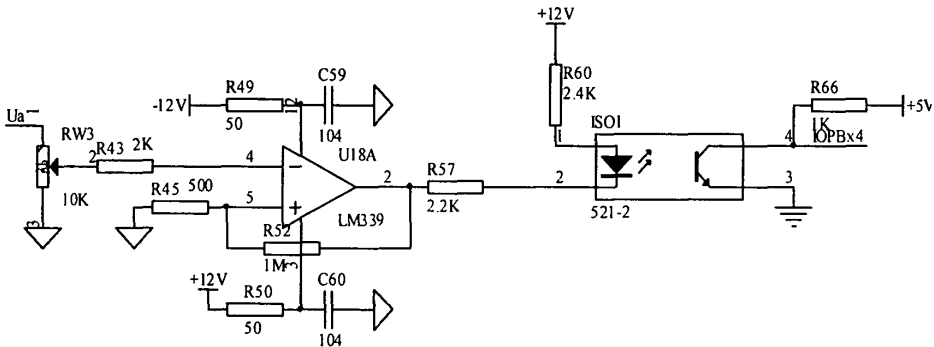 +12V
R60
2.4K
R66
1K
+5V
R49
-12V
50
12
C59
104
Ua
RW3
R43
2K
2
10K
3
4
U18A
R45
500
5
2
LM339
R52
1M
3
R57
2.2K
1
ISO1
2
521-2
4
IOPBx4
3
+12V
R50
50
C60
104